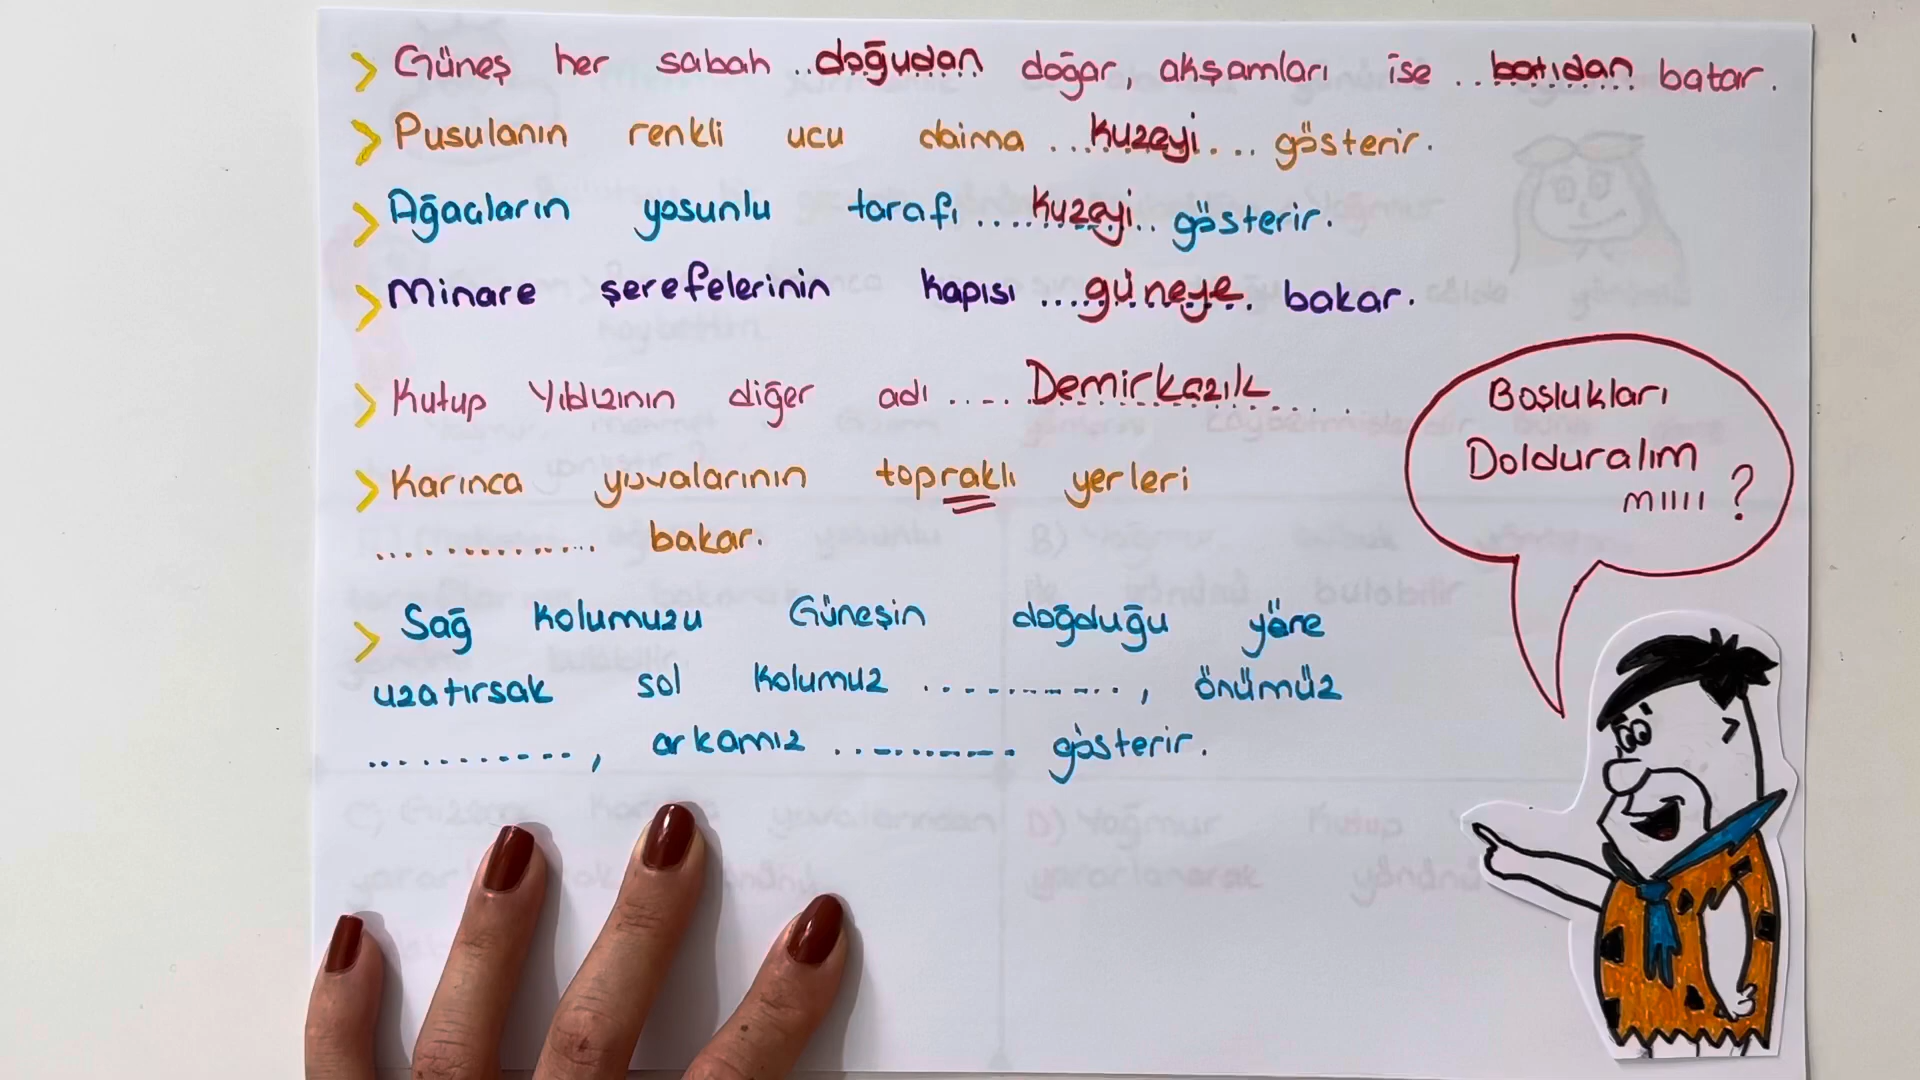 > Güneş her sabah ..doğudan doğar, akşamları ise ..batıdan batar.
> Pusulanın renkli ucu daima ...kuzeyi... gösterir.
> Ağaçların yosunlu tarafı ....kuzeyi.. gösterir.
> Minare şerefelerinin kapısı ....güneye. bakar.
> Kutup Yıldızının diğer adı .... Demirkazık ....
> Karınca yuvalarının topraklı yerleri
.............. bakar.
> Sağ kolumuzu Güneşin doğduğu yöne
uzatırsak sol kolumuz ............, önümüz
............, arkamız ............ gösterir.
Boşlukları
Dolduralım
mıııı ?